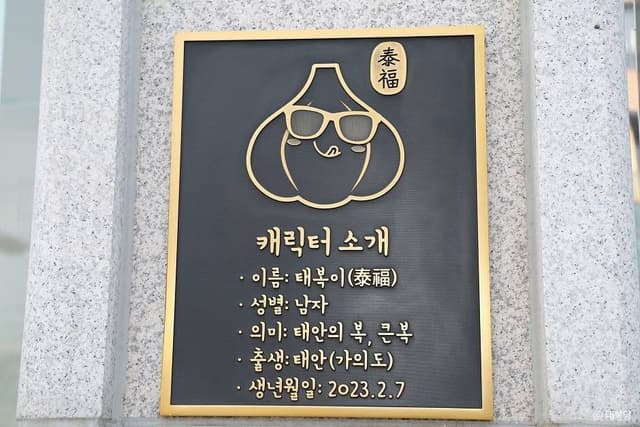 泰福
캐릭터 소개
· 이름: 태복이(泰福)
· 성별: 남자
· 의미: 태안의 복, 큰복
· 출생: 태안(가의도)
· 생년월일: 2023.2.7